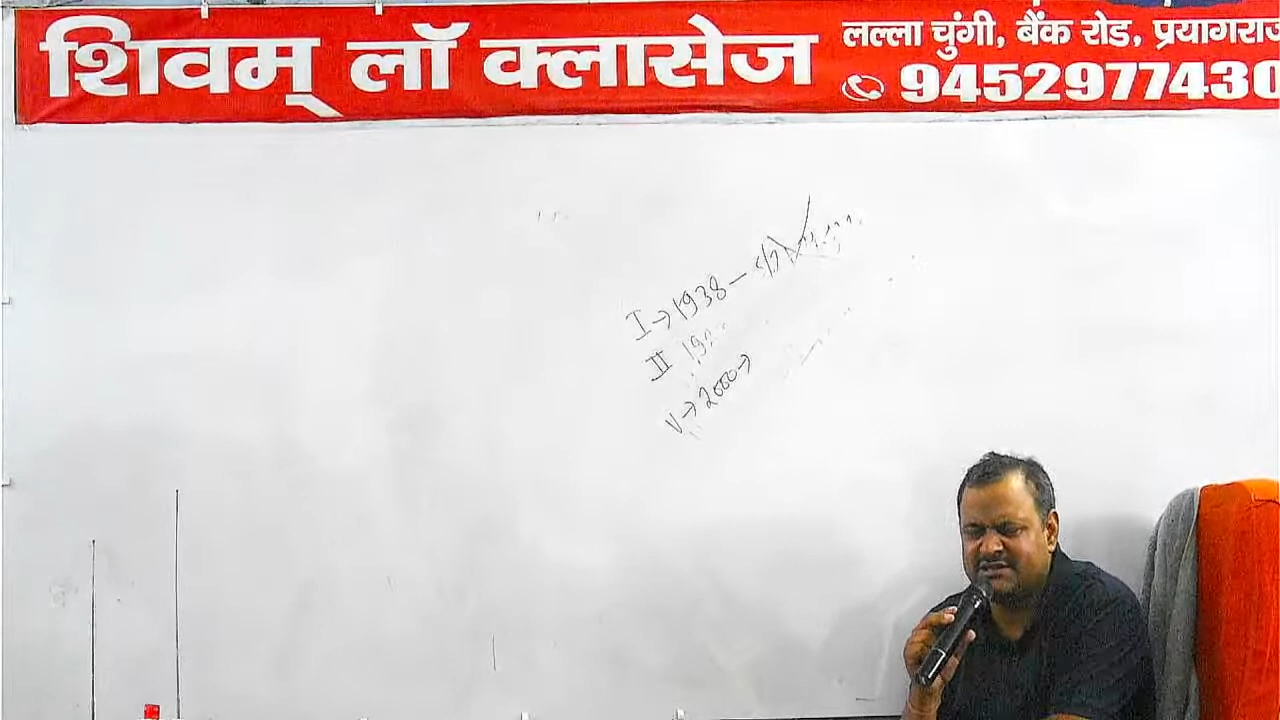 शिवम् लॉ क्लासेज
लल्ला चुंगी, बैंक रोड, प्रयागराज
9452977430
I → 1938 –
II 19
V → 2000 →